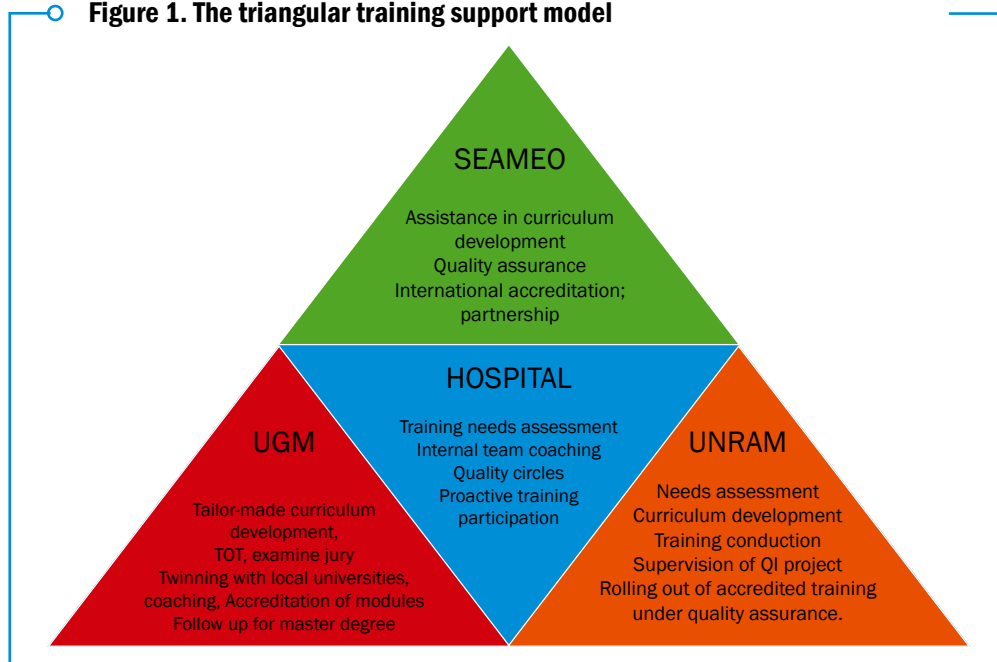 Figure 1. The triangular training support model
SEAMEO
Assistance in curriculum
development
Quality assurance
International accreditation;
partnership
HOSPITAL
Training needs assessment
Internal team coaching
Quality circles
Proactive training
participation
UGM
Tailor-made curriculum
development,
TOT, examine jury
Twinning with local universities,
coaching, Accreditation of modules
Follow up for master degree
UNRAM
Needs assessment
Curriculum development
Training conduction
Supervision of QI project
Rolling out of accredited training
under quality assurance.